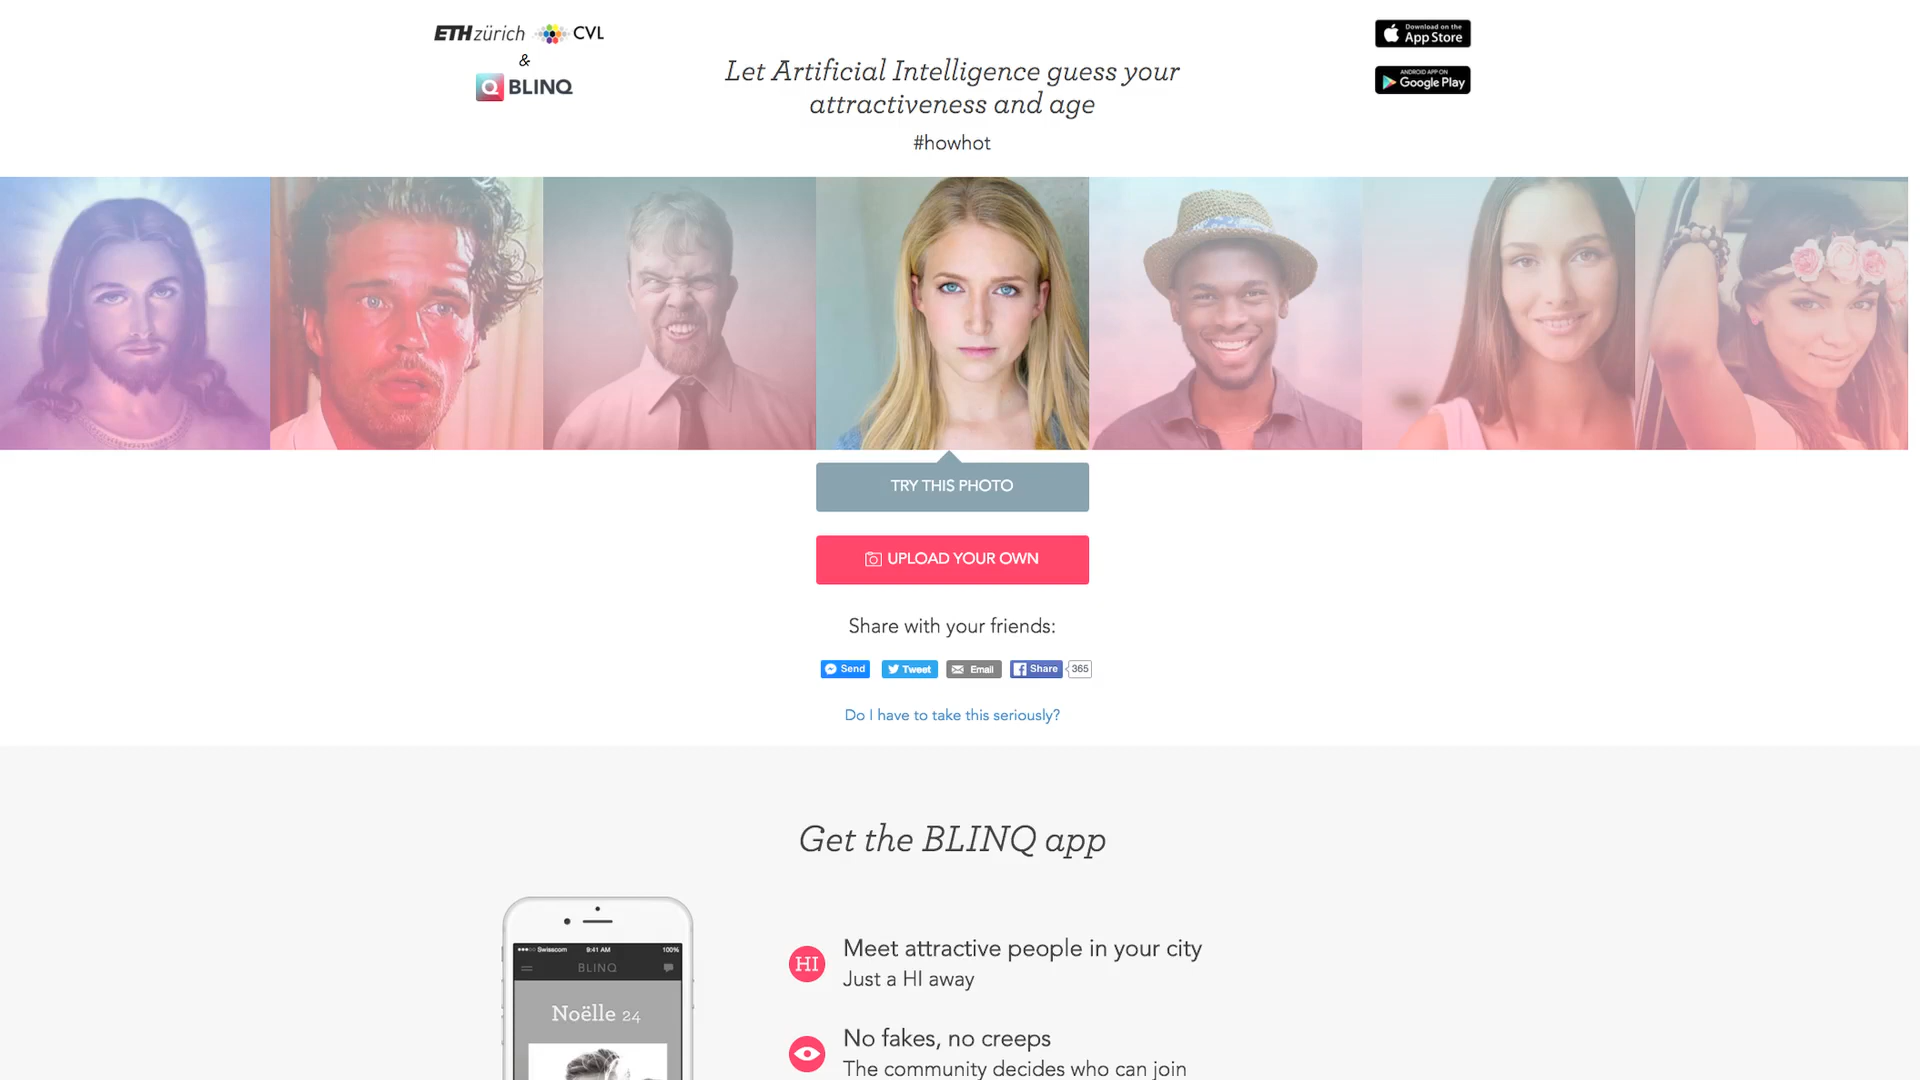 ETH zürich CVL
&
BLINQ
Let Artificial Intelligence guess your
attractiveness and age
#howhot
Download on the
App Store
ANDROID APP ON
Google Play
TRY THIS PHOTO
UPLOAD YOUR OWN
Share with your friends:
Send Tweet Email Share 365
Do I have to take this seriously?
Get the BLINQ app
Swisscom 9:41 AM 100%
BLINQ
Noëlle 24
HI
Meet attractive people in your city
Just a HI away
No fakes, no creeps
The community decides who can join